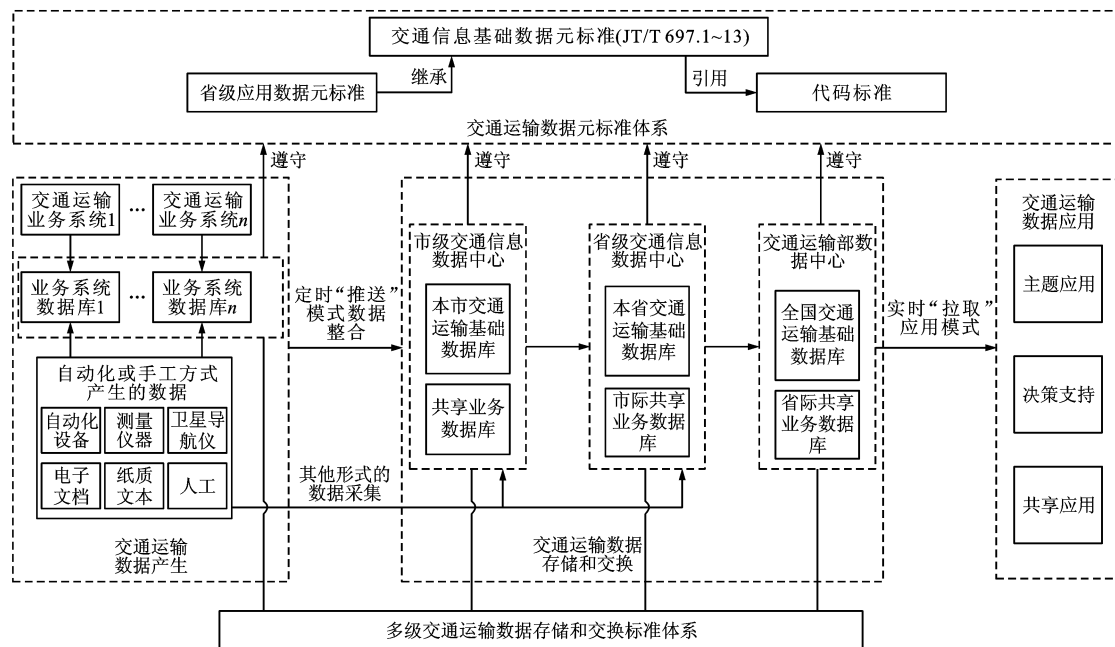 交通信息基础数据元标准(JT/T 697.1~13)
继承
引用
省级应用数据元标准
代码标准
交通运输数据元标准体系
遵守
遵守
遵守
遵守
交通运输
业务系统1
...
交通运输
业务系统n
业务系统
数据库1
...
业务系统
数据库n
自动化或手工方式
产生的数据
自动化
设备
测量
仪器
卫星导
航仪
电子
文档
纸质
文本
人工
交通运输
数据产生
定时“推送”
模式数据
整合
其他形式的
数据采集
市级交通信息
数据中心
本市交通
运输基础
数据库
共享业务
数据库
省级交通信息
数据中心
本省交通
运输基础
数据库
市际共享
业务数据
库
交通运输部数
据中心
全国交通
运输基础
数据库
省际共享
业务数据
库
交通运输数据
存储和交换
实时“拉取”
应用模式
交通运输
数据应用
主题应用
决策支持
共享应用
多级交通运输数据存储和交换标准体系